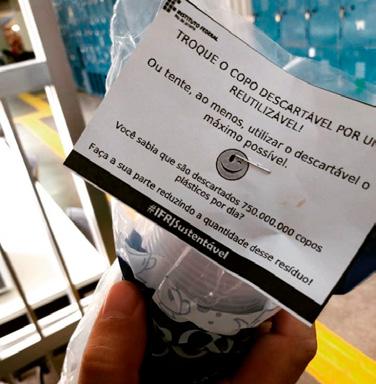 INSTITUTO FEDERAL
TROQUE O COPO DESCARTÁVEL POR UM
REUTILIZÁVEL!
Ou tente, ao menos, utilizar o descartável o
máximo possível.
Você sabia que são descartados 750.000.000 copos
plásticos por dia?
Faça a sua parte reduzindo a quantidade desse resíduo!
#IFRJSustentável